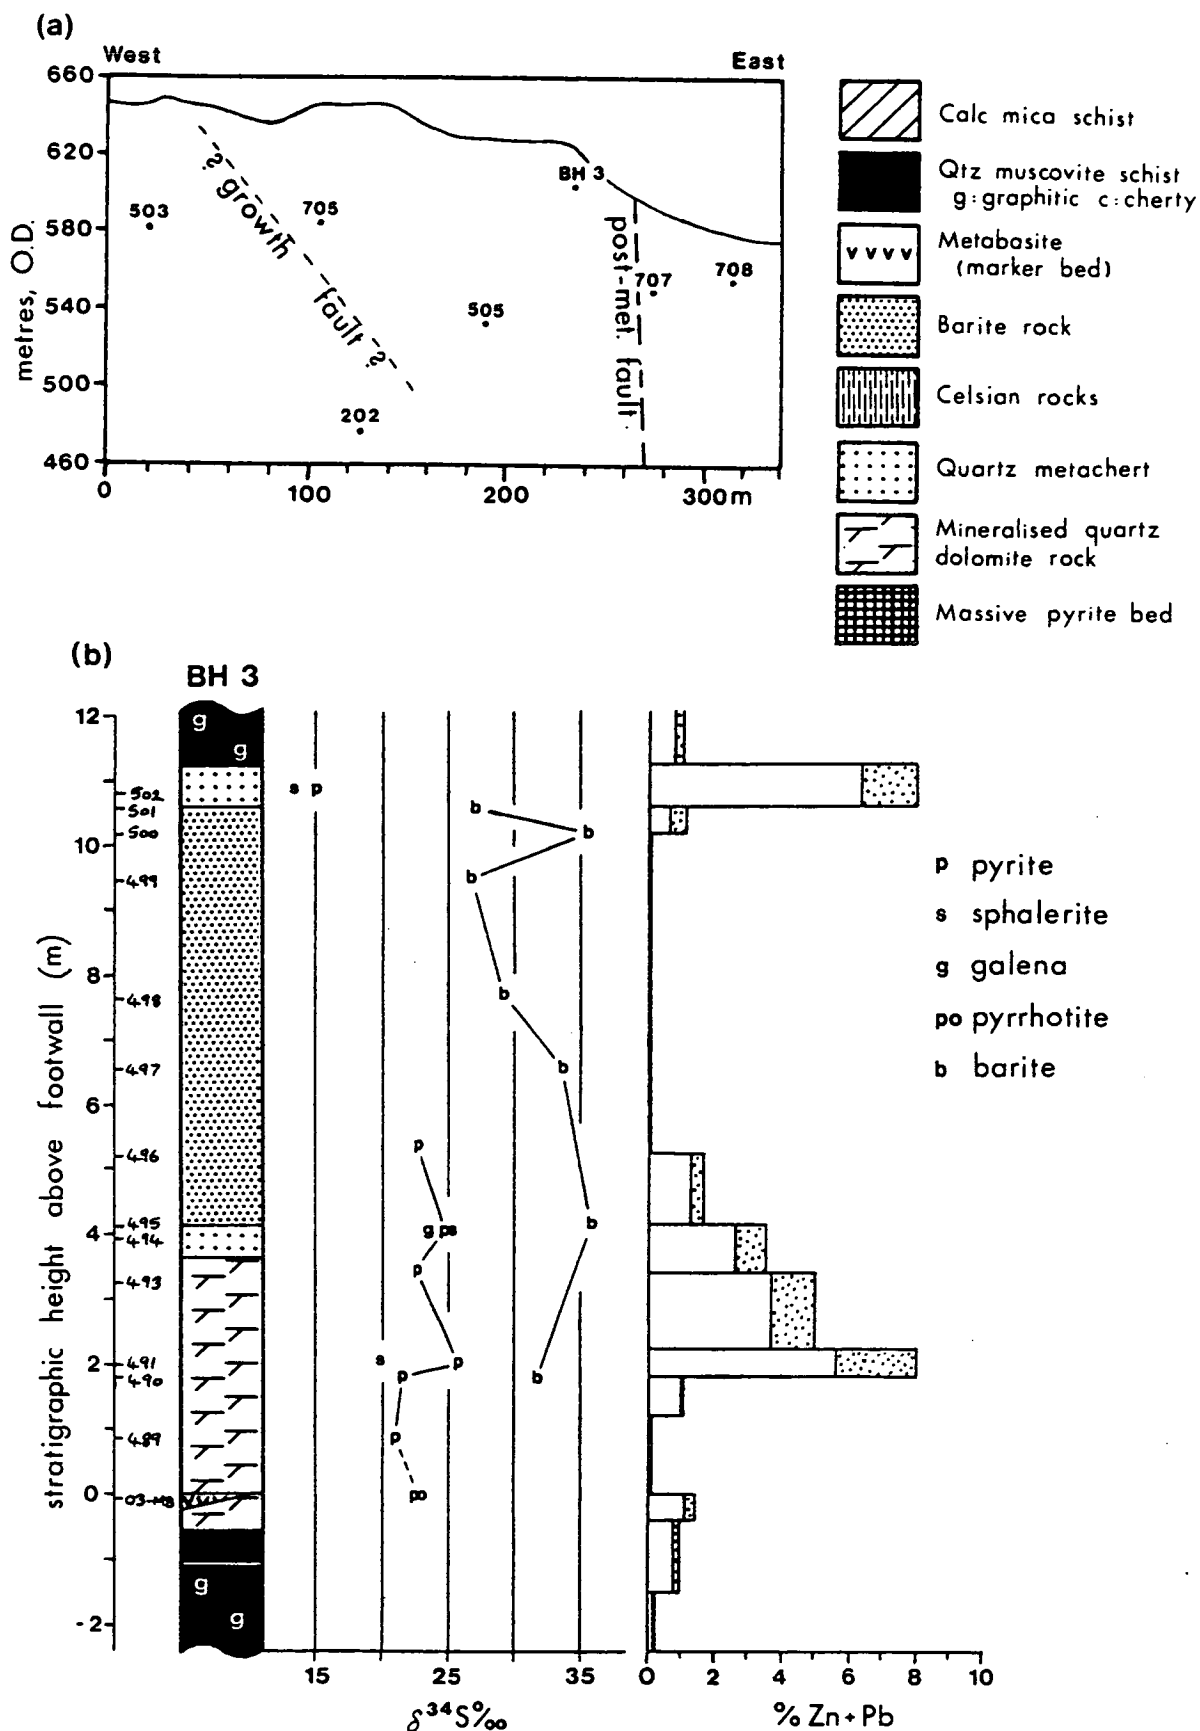 (a)
West
East
660
620
580
540
500
460
metres, O.D.
0
100
200
300m
? growth fault ?
post-met. fault
503
705
BH 3
707
708
505
202
Calc mica schist
Qtz muscovite schist
g:graphitic c:cherty
Metabasite
(marker bed)
Barite rock
Celsian rocks
Quartz metachert
Mineralised quartz
dolomite rock
Massive pyrite bed
(b)
BH 3
stratigraphic height above footwall (m)
12
10
8
6
4
2
0
-2
502
501
500
499
498
497
496
495
494
493
491
490
489
03-MB
g
g
v v v
g
g
s p
b
b
b
b
b
p
g ps
b
p
s
p
p
b
p
po
15
25
35
δ34S‰
0
2
4
6
8
10
% Zn+Pb
p pyrite
s sphalerite
g galena
po pyrrhotite
b barite